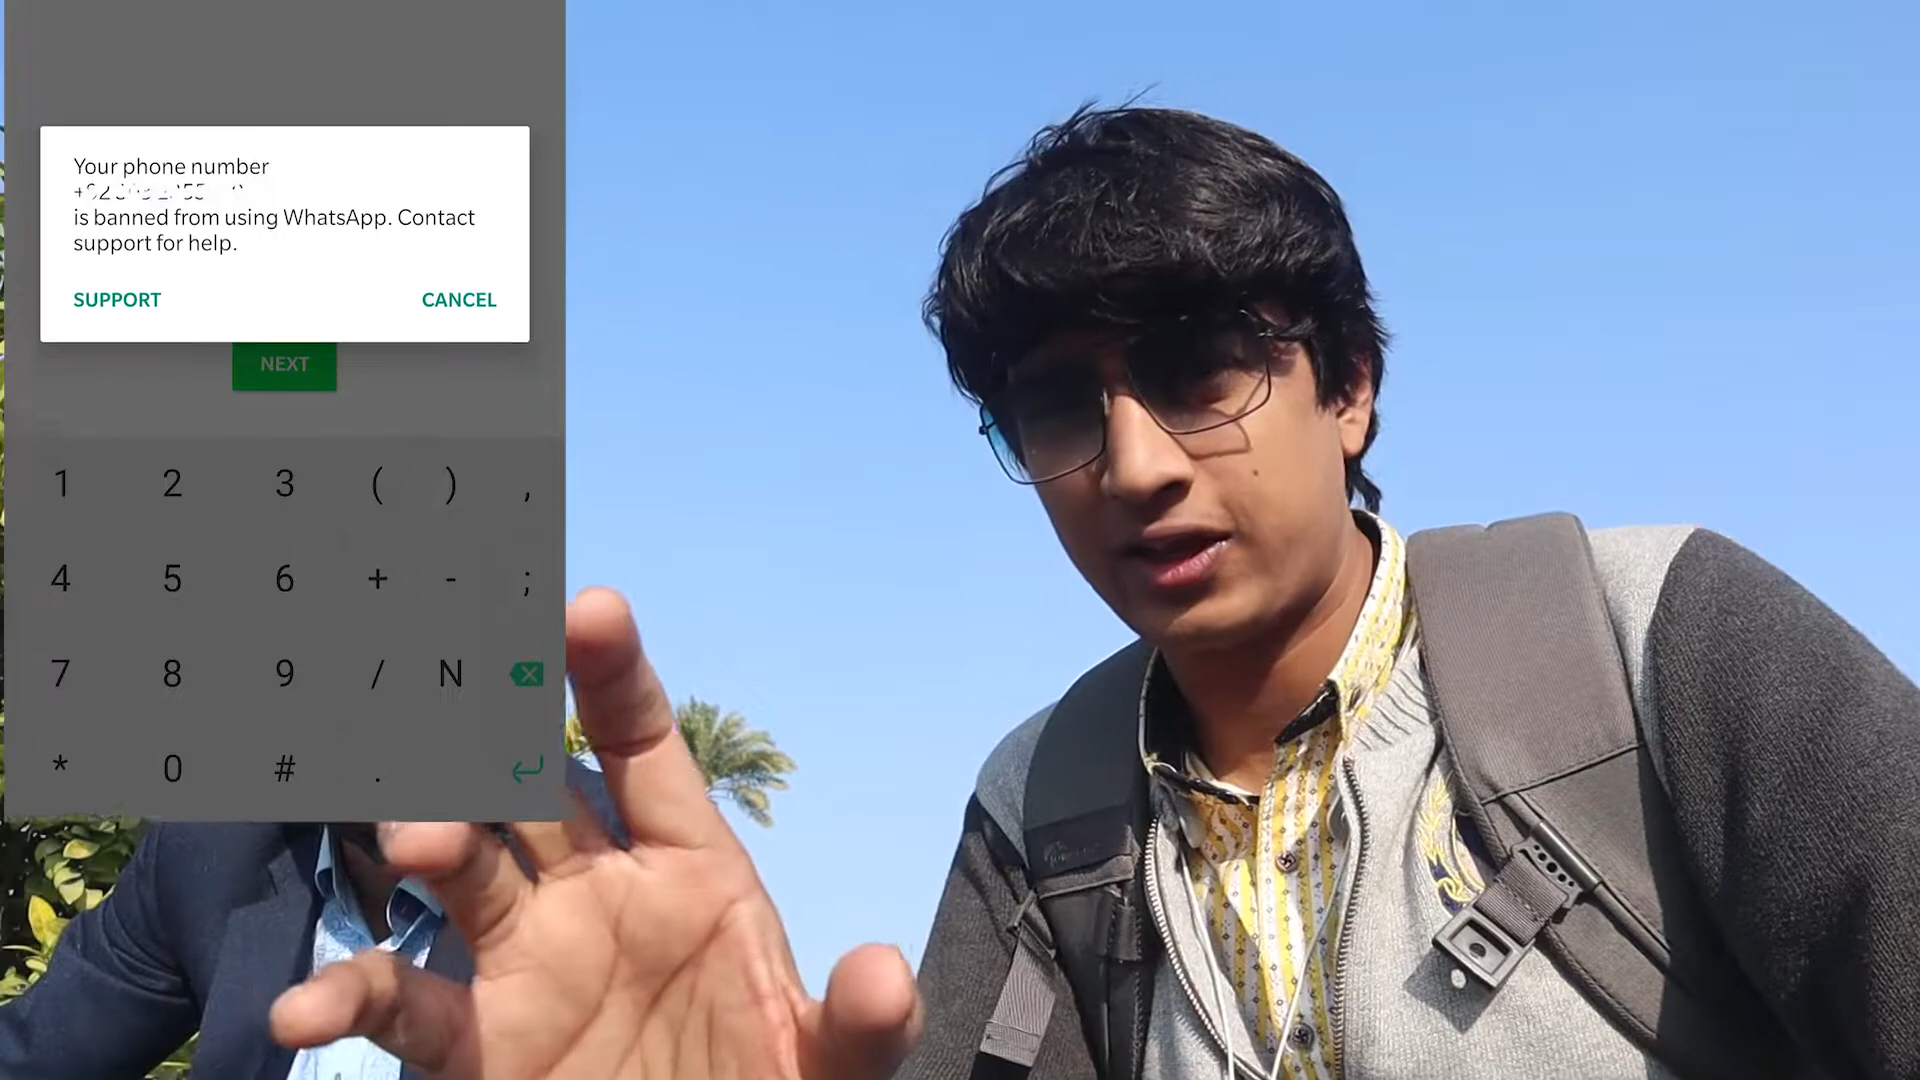 Your phone number
is banned from using WhatsApp. Contact
support for help.
SUPPORT CANCEL
NEXT
1 2 3 ( ) ,
4 5 6 + - ;
7 8 9 / N
* 0 # .